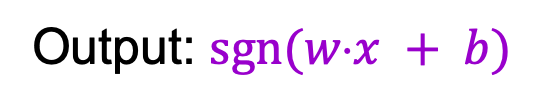 Output: sgn(w·x + b)